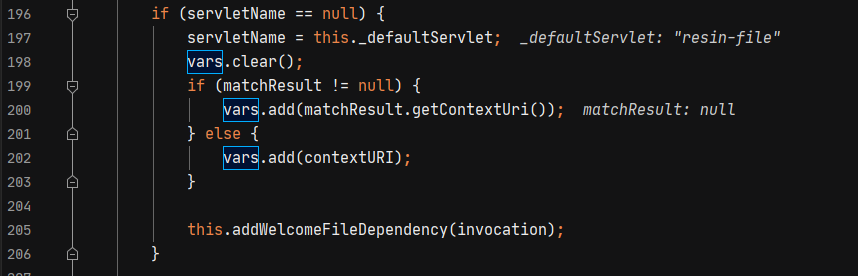 196 if (servletName == null) {
197 servletName = this._defaultServlet; _defaultServlet: "resin-file"
198 vars.clear();
199 if (matchResult != null) {
200 vars.add(matchResult.getContextUri()); matchResult: null
201 } else {
202 vars.add(contextURI);
203 }
204
205 this.addWelcomeFileDependency(invocation);
206 }